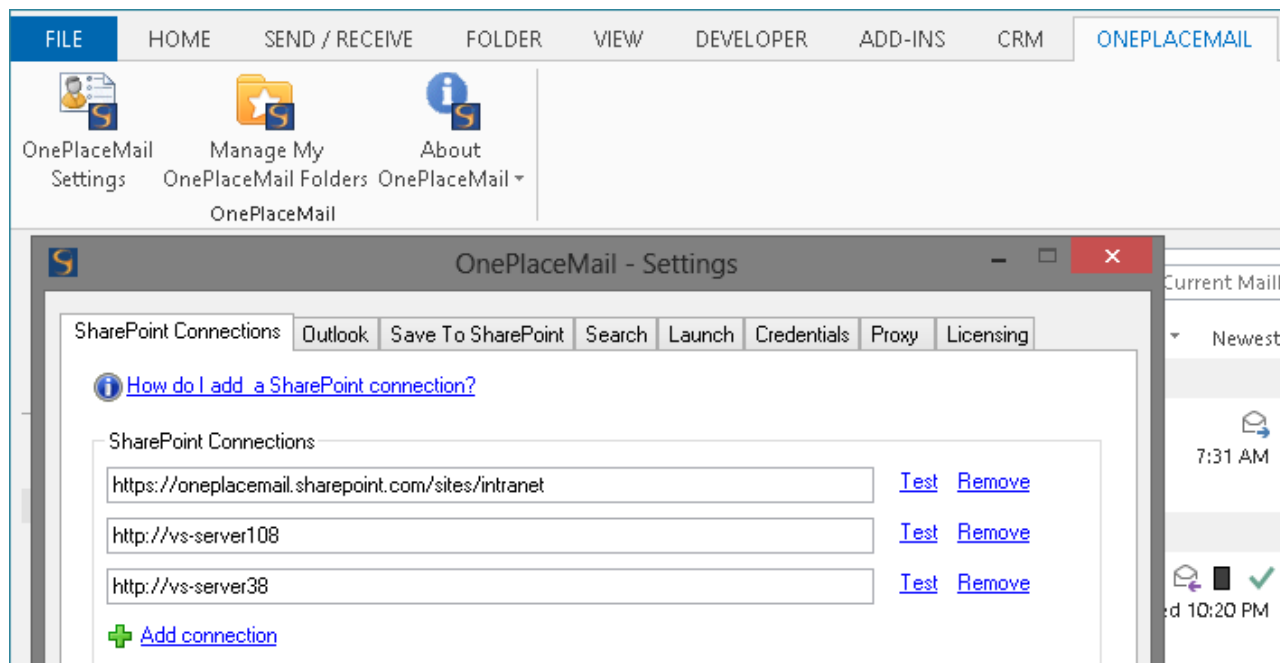 FILE HOME SEND / RECEIVE FOLDER VIEW DEVELOPER ADD-INS CRM ONEPLACEMAIL
OnePlaceMail Manage My About
Settings OnePlaceMail Folders OnePlaceMail
OnePlaceMail
OnePlaceMail - Settings
Current Mail
SharePoint Connections Outlook Save To SharePoint Search Launch Credentials Proxy Licensing
Newest
How do I add a SharePoint connection?
SharePoint Connections
7:31 AM
https://oneplacemail.sharepoint.com/sites/intranet Test Remove
http://vs-server108 Test Remove
http://vs-server38 Test Remove
ed 10:20 PM
Add connection